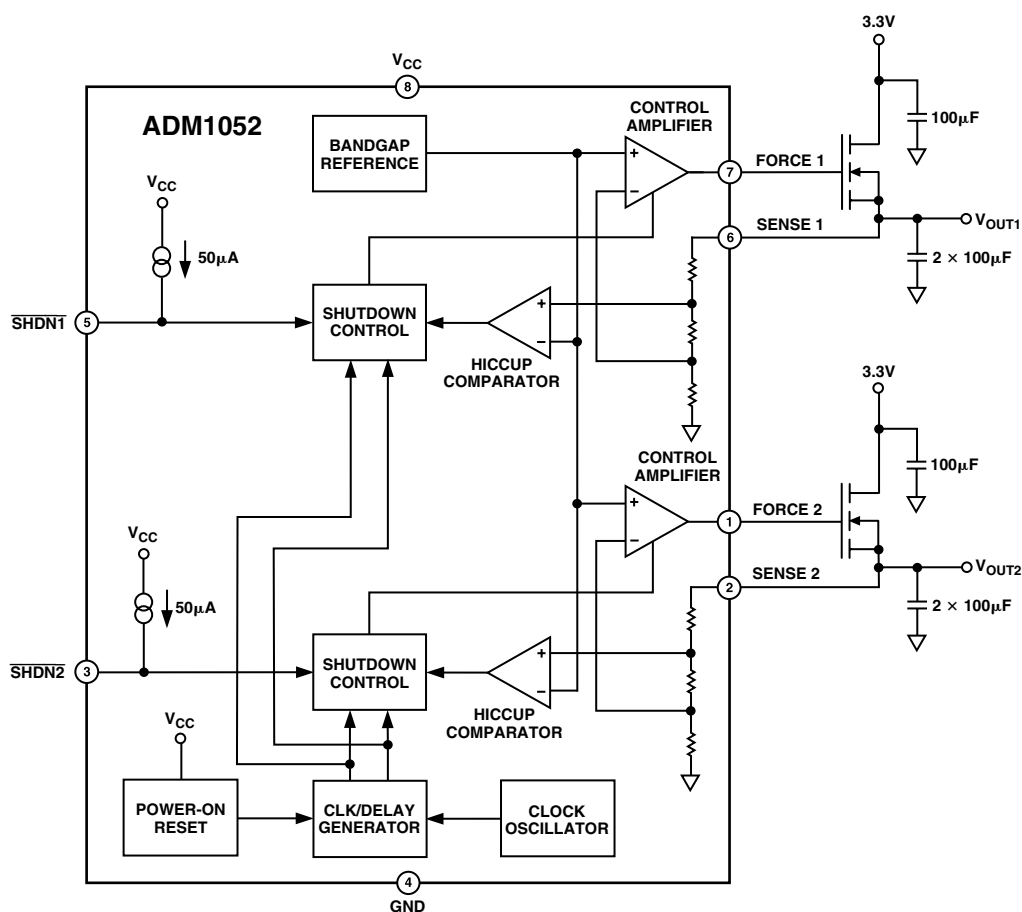 3.3V
VCC
8
ADM1052
CONTROL
AMPLIFIER
100µF
BANDGAP
REFERENCE
+
−
7
FORCE 1
VCC
6
SENSE 1
VOUT1
50µA
2 × 100µF
SHDN1
5
SHUTDOWN
CONTROL
+
−
HICCUP
COMPARATOR
3.3V
CONTROL
AMPLIFIER
100µF
+
−
1
FORCE 2
VCC
2
SENSE 2
VOUT2
50µA
2 × 100µF
SHDN2
3
SHUTDOWN
CONTROL
+
−
HICCUP
COMPARATOR
VCC
POWER-ON
RESET
CLK/DELAY
GENERATOR
CLOCK
OSCILLATOR
4
GND